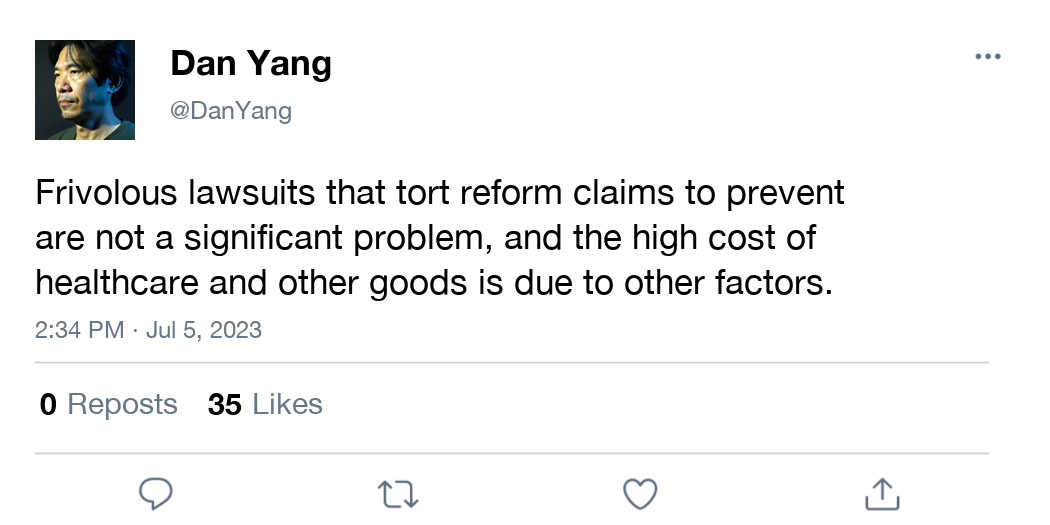 Dan Yang
@DanYang
Frivolous lawsuits that tort reform claims to prevent
are not a significant problem, and the high cost of
healthcare and other goods is due to other factors.
2:34 PM · Jul 5, 2023
0 Reposts 35 Likes